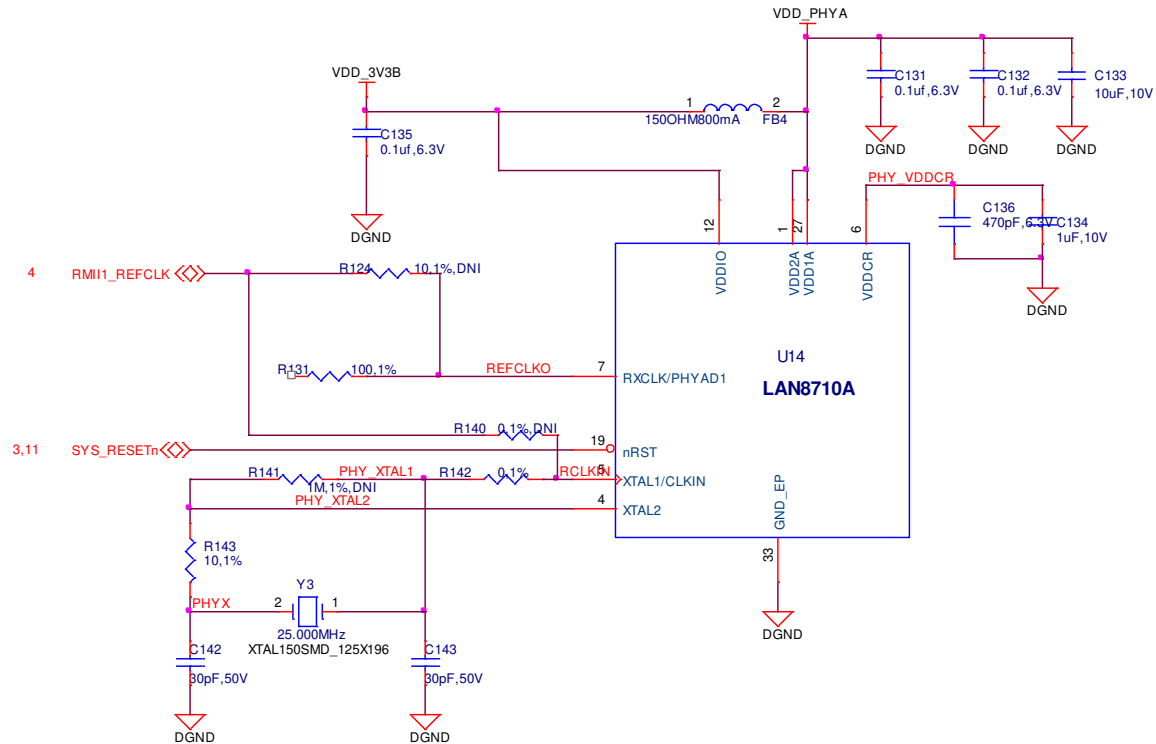 VDD_PHYA
VDD_3V3B
C131
0.1uf,6.3V
C132
0.1uf,6.3V
C133
10uF,10V
1
2
150OHM800mA
FB4
C135
0.1uf,6.3V
DGND
DGND
DGND
PHY_VDDCR
C136
470pF,6.3V
C134
1uF,10V
DGND
12
1
27
6
DGND
4
RMII1_REFCLK
R124
10,1%,DNI
VDDIO
VDD2A
VDD1A
VDDCR
R131
100,1%
REFCLKO
7
RXCLK/PHYAD1
U14
LAN8710A
R140
0,1%,DNI
3,11
SYS_RESETn
19
nRST
R141
1M,1%,DNI
PHY_XTAL1
R142
0,1%
RCLKIN
5
XTAL1/CLKIN
PHY_XTAL2
4
XTAL2
GND_EP
33
DGND
R143
10,1%
PHYX
2
Y3
1
25.000MHz
XTAL150SMD_125X196
C142
30pF,50V
C143
30pF,50V
DGND
DGND